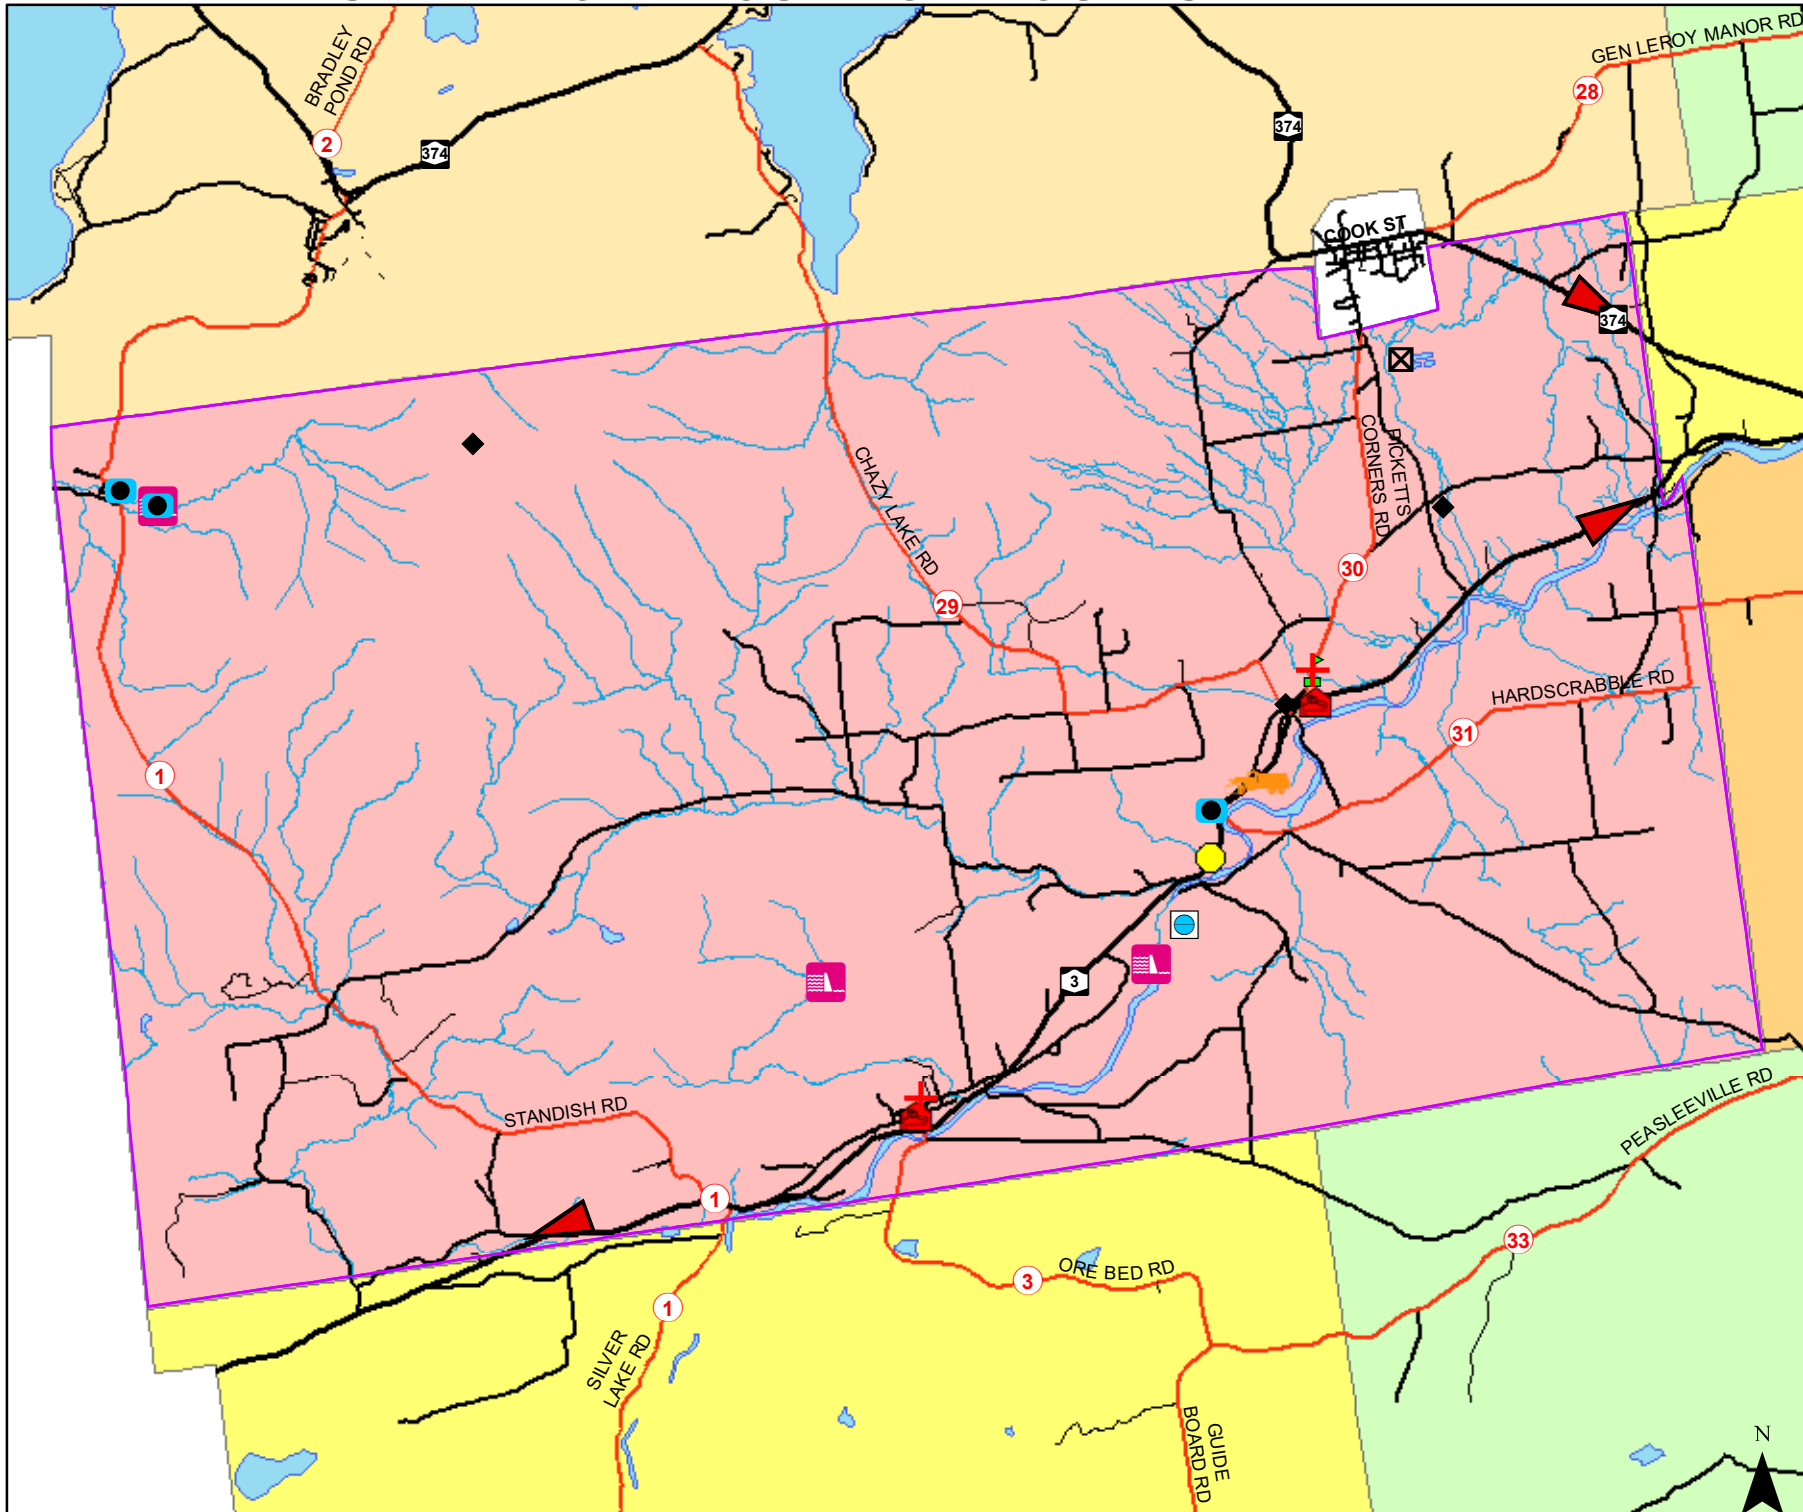 GEN LEROY MANOR RD
BRADLEY
POND RD
28
374
2
374
COOK ST
374
CHAZY LAKE RD
PICKETTS
CORNERS RD
30
29
HARDSCRABBLE RD
31
1
3
STANDISH RD
PEASLEEVILLE RD
1
33
ORE BED RD
3
1
SILVER
LAKE RD
GUIDE
BOARD RD
N